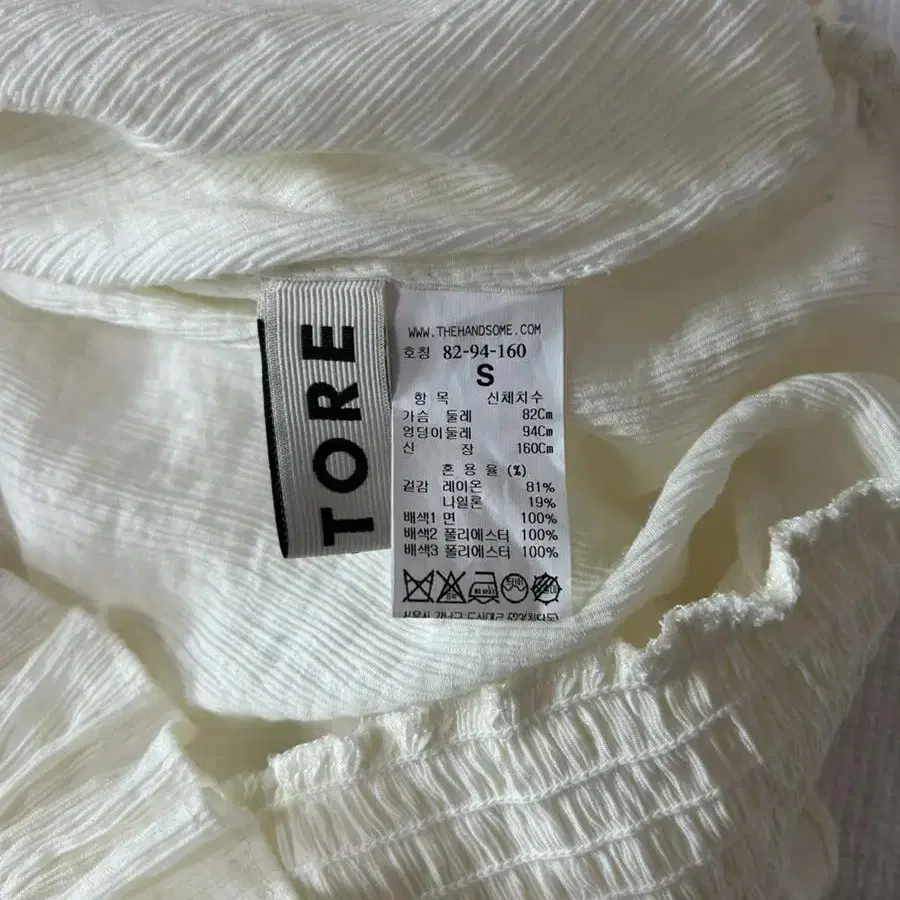 TORE
WWW.THEHANDSOME.COM
호칭 82-94-160
S
항 목 신체치수
가슴 둘레 82Cm
엉덩이둘레 94Cm
신 장 160Cm
혼 용 율 (%)
겉감 레이온 81%
나일론 19%
배색1 면 100%
배색2 폴리에스터 100%
배색3 폴리에스터 100%
드라이